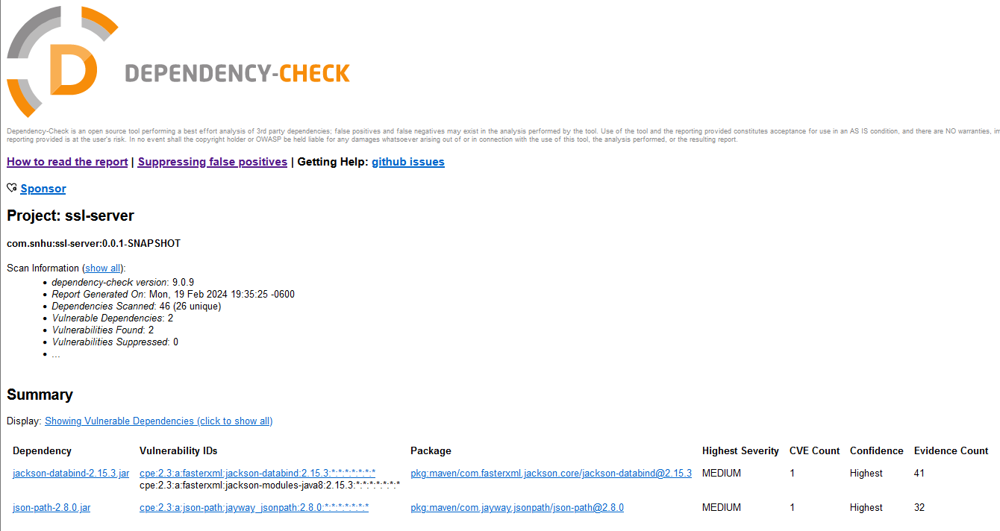 D
DEPENDENCY-CHECK
Dependency-Check is an open source tool performing a best effort analysis of 3rd party dependencies; false positives and false negatives may exist in the analysis performed by the tool. Use of the tool and the reporting provided constitutes acceptance for use in an AS IS condition, and there are NO warranties, im
reporting provided is at the user's risk. In no event shall the copyright holder or OWASP be held liable for any damages whatsoever arising out of or in connection with the use of this tool, the analysis performed, or the resulting report.
How to read the report | Suppressing false positives | Getting Help: github issues
Sponsor
Project: ssl-server
com.snhu:ssl-server:0.0.1-SNAPSHOT
Scan Information (show all):
• dependency-check version: 9.0.9
• Report Generated On: Mon, 19 Feb 2024 19:35:25 -0600
• Dependencies Scanned: 46 (26 unique)
• Vulnerable Dependencies: 2
• Vulnerabilities Found: 2
• Vulnerabilities Suppressed: 0
• ...
Summary
Display: Showing Vulnerable Dependencies (click to show all)
Dependency Vulnerability IDs Package Highest Severity CVE Count Confidence Evidence Count
jackson-databind-2.15.3.jar cpe:2.3:a:fasterxml:jackson-databind:2.15.3:*:*:*:*:*:*:* pkg:maven/com.fasterxml.jackson.core/jackson-databind@2.15.3 MEDIUM 1 Highest 41
cpe:2.3:a:fasterxml:jackson-modules-java8:2.15.3:*:*:*:*:*:*:*
json-path-2.8.0.jar cpe:2.3:a:json-path:jayway_jsonpath:2.8.0:*:*:*:*:*:*:* pkg:maven/com.jayway.jsonpath/json-path@2.8.0 MEDIUM 1 Highest 32